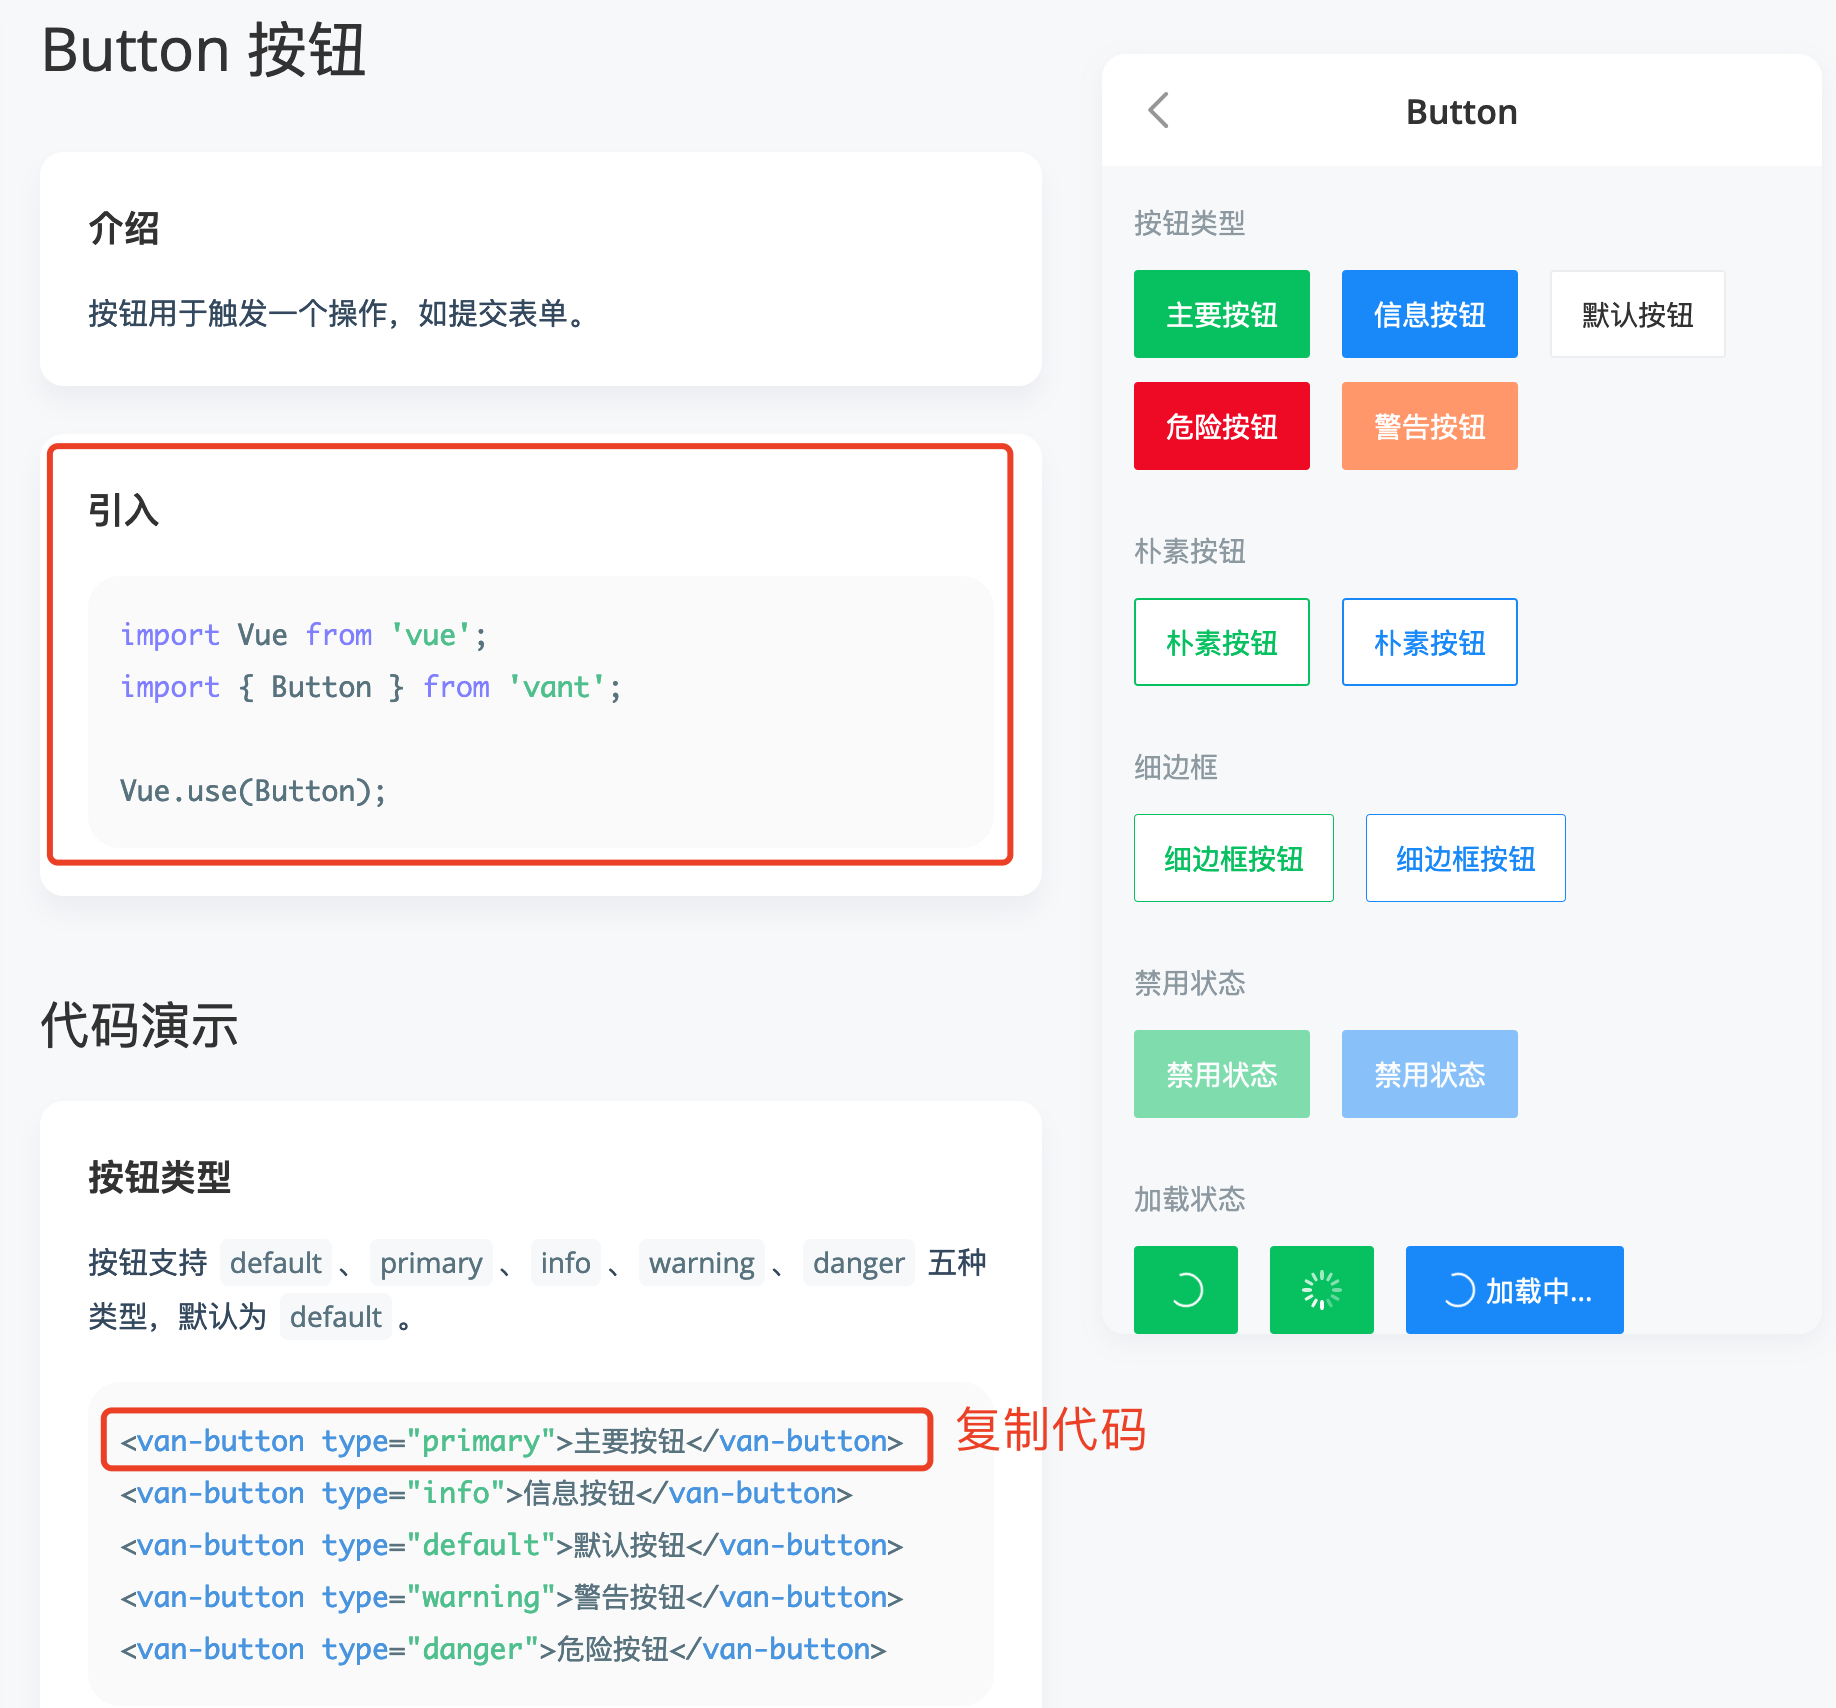 Button 按钮
介绍
按钮用于触发一个操作，如提交表单。
引入
import Vue from 'vue';
import { Button } from 'vant';
Vue.use(Button);
代码演示
按钮类型
按钮支持 default 、 primary 、 info 、 warning 、 danger 五种
类型，默认为 default 。
<van-button type="primary">主要按钮</van-button>
复制代码
<van-button type="info">信息按钮</van-button>
<van-button type="default">默认按钮</van-button>
<van-button type="warning">警告按钮</van-button>
<van-button type="danger">危险按钮</van-button>
Button
按钮类型
主要按钮 信息按钮 默认按钮
危险按钮 警告按钮
朴素按钮
朴素按钮 朴素按钮
细边框
细边框按钮 细边框按钮
禁用状态
禁用状态 禁用状态
加载状态
加载中...